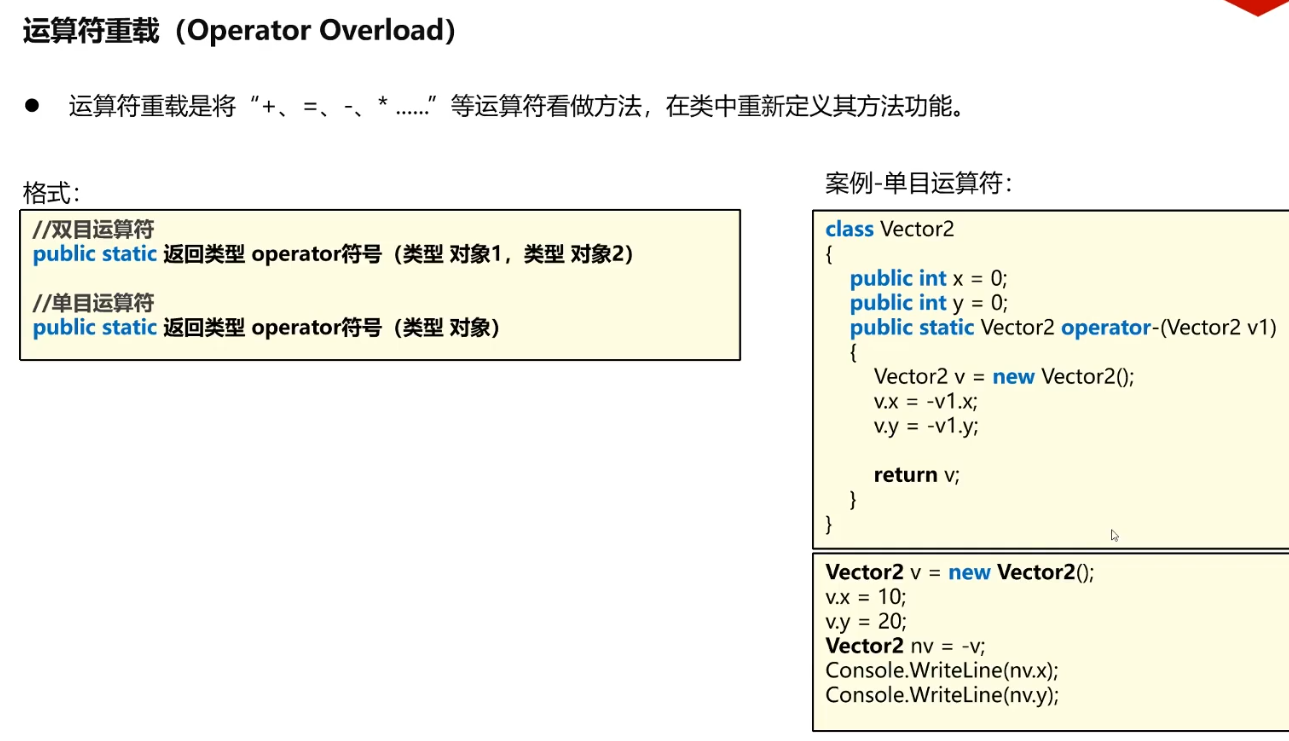 运算符重载（Operator Overload）
● 运算符重载是将“+、=、-、* ……”等运算符看做方法，在类中重新定义其方法功能。
格式：
//双目运算符
public static 返回类型 operator符号（类型 对象1，类型 对象2）
//单目运算符
public static 返回类型 operator符号（类型 对象）
案例-单目运算符：
class Vector2
{
public int x = 0;
public int y = 0;
public static Vector2 operator-(Vector2 v1)
{
Vector2 v = new Vector2();
v.x = -v1.x;
v.y = -v1.y;
return v;
}
}
Vector2 v = new Vector2();
v.x = 10;
v.y = 20;
Vector2 nv = -v;
Console.WriteLine(nv.x);
Console.WriteLine(nv.y);